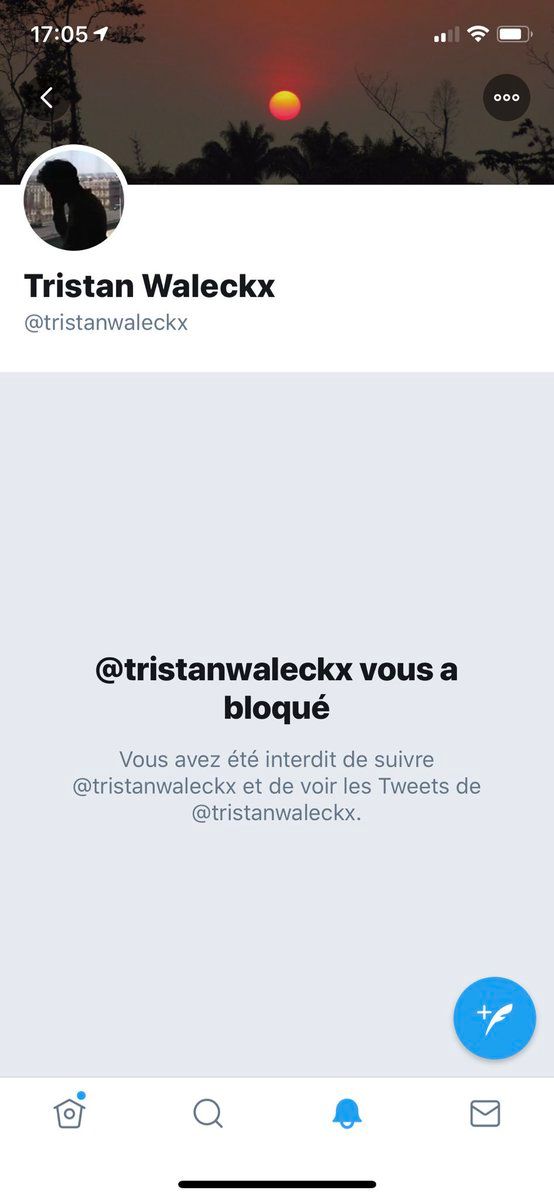 17:05
Tristan Waleckx
@tristanwaleckx
@tristanwaleckx vous a
bloqué
Vous avez été interdit de suivre
@tristanwaleckx et de voir les Tweets de
@tristanwaleckx.